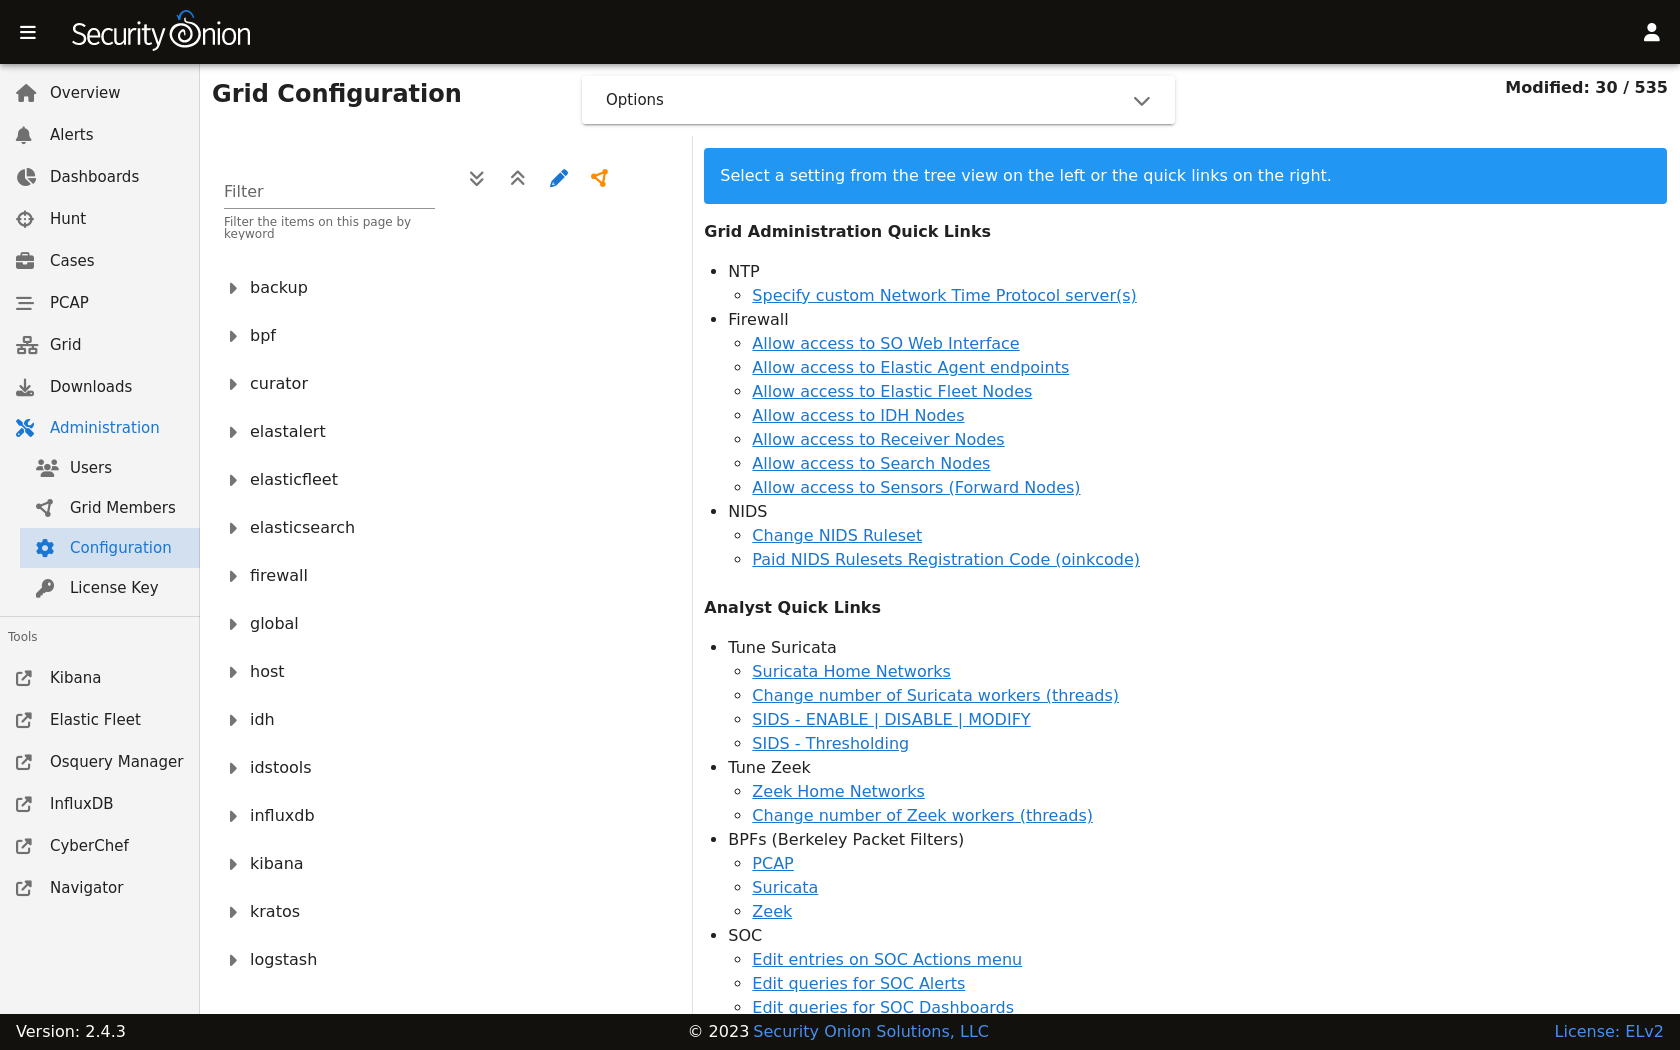 Security Onion
Overview
Alerts
Dashboards
Hunt
Cases
PCAP
Grid
Downloads
Administration
Users
Grid Members
Configuration
License Key
Tools
Kibana
Elastic Fleet
Osquery Manager
InfluxDB
CyberChef
Navigator
Grid Configuration
Options
Modified: 30 / 535
Filter
Filter the items on this page by
keyword
backup
bpf
curator
elastalert
elasticfleet
elasticsearch
firewall
global
host
idh
idstools
influxdb
kibana
kratos
logstash
Select a setting from the tree view on the left or the quick links on the right.
Grid Administration Quick Links
NTP
Specify custom Network Time Protocol server(s)
Firewall
Allow access to SO Web Interface
Allow access to Elastic Agent endpoints
Allow access to Elastic Fleet Nodes
Allow access to IDH Nodes
Allow access to Receiver Nodes
Allow access to Search Nodes
Allow access to Sensors (Forward Nodes)
NIDS
Change NIDS Ruleset
Paid NIDS Rulesets Registration Code (oinkcode)
Analyst Quick Links
Tune Suricata
Suricata Home Networks
Change number of Suricata workers (threads)
SIDS - ENABLE | DISABLE | MODIFY
SIDS - Thresholding
Tune Zeek
Zeek Home Networks
Change number of Zeek workers (threads)
BPFs (Berkeley Packet Filters)
PCAP
Suricata
Zeek
SOC
Edit entries on SOC Actions menu
Edit queries for SOC Alerts
Edit queries for SOC Dashboards
Version: 2.4.3
© 2023 Security Onion Solutions, LLC
License: ELv2